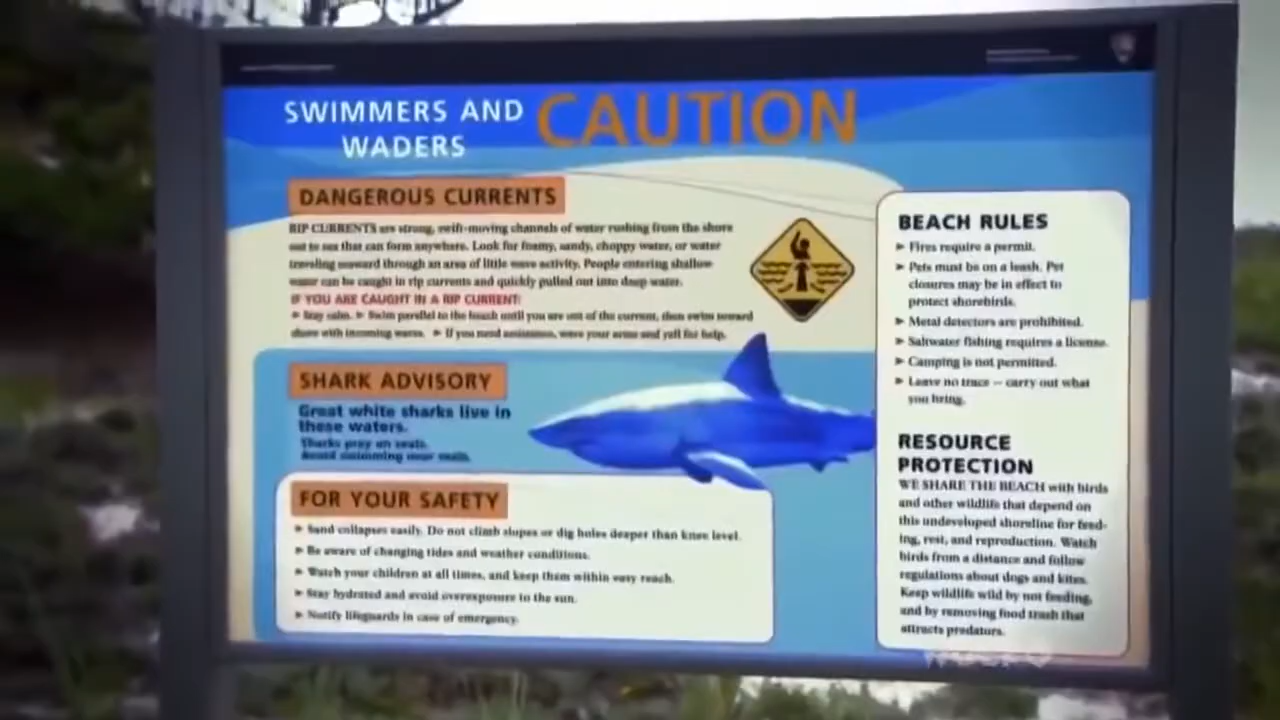 SWIMMERS AND
WADERS
CAUTION
DANGEROUS CURRENTS
RIP CURRENTS are strong, swift-moving channels of water rushing from the shore
out to sea that can form anywhere. Look for foamy, sandy, choppy water, or water
traveling seaward through an area of little wave activity. People entering shallow
water can be caught in rip currents and quickly pulled out into deep water.
IF YOU ARE CAUGHT IN A RIP CURRENT:
► Stay calm. ► Swim parallel to the beach until you are out of the current, then swim toward
shore with incoming waves. ► If you need assistance, wave your arms and yell for help.
SHARK ADVISORY
Great white sharks live in
these waters.
Sharks prey on seals.
Avoid swimming near seals.
FOR YOUR SAFETY
► Sand collapses easily. Do not climb slopes or dig holes deeper than knee level.
► Be aware of changing tides and weather conditions.
► Watch your children at all times, and keep them within easy reach.
► Stay hydrated and avoid overexposure to the sun.
► Notify lifeguards in case of emergency.
BEACH RULES
► Fires require a permit.
► Pets must be on a leash. Pet
closures may be in effect to
protect shorebirds.
► Metal detectors are prohibited.
► Saltwater fishing requires a license.
► Camping is not permitted.
► Leave no trace – carry out what
you bring.
RESOURCE
PROTECTION
WE SHARE THE BEACH with birds
and other wildlife that depend on
this undeveloped shoreline for feed-
ing, rest, and reproduction. Watch
birds from a distance and follow
regulations about dogs and kites.
Keep wildlife wild by not feeding,
and by removing food trash that
attracts predators.